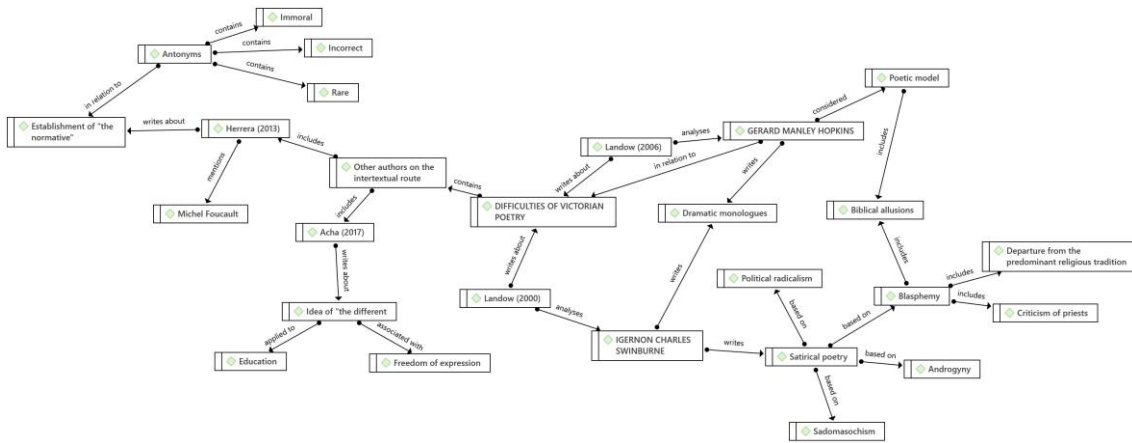 contains
Immoral
Antonyms
contains
Incorrect
contains
Rare
in relation to
Establishment of "the
normative"
writes about
Herrera (2013)
includes
mentions
Michel Foucault
Other authors on the
intertextual route
contains
includes
Acha (2017)
writes about
Idea of "the different
applied to
associated with
Education
Freedom of expression
Landow (2006)
analyses
writes about
in relation to
GERARD MANLEY HOPKINS
considered
Poetic model
includes
writes
DIFFICULTIES OF VICTORIAN
POETRY
Dramatic monologues
Biblical allusions
writes about
Landow (2000)
analyses
IGERNON CHARLES
SWINBURNE
writes
writes
Political radicalism
based on
Satirical poetry
based on
includes
Blasphemy
includes
Departure from the
predominant religious tradition
includes
Criticism of priests
based on
Androgyny
based on
Sadomasochism